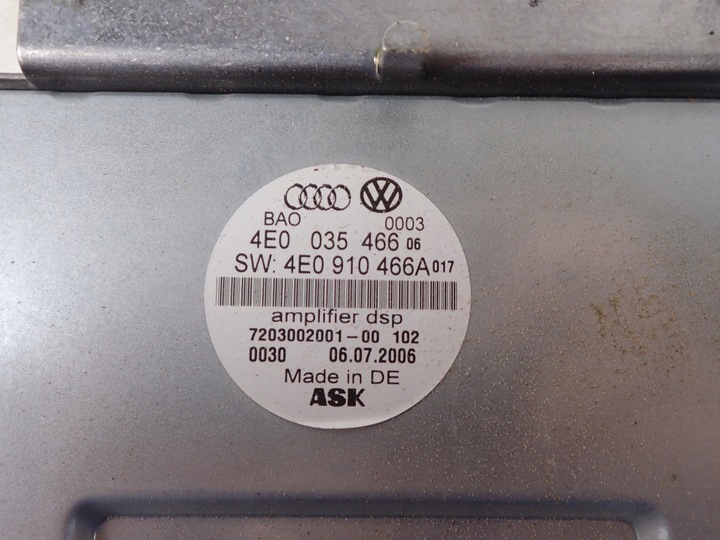 BAO 0003
4E0 035 466 06
SW: 4E0 910 466A 017
amplifier dsp
7203002001-00 102
0030 06.07.2006
Made in DE
ASK